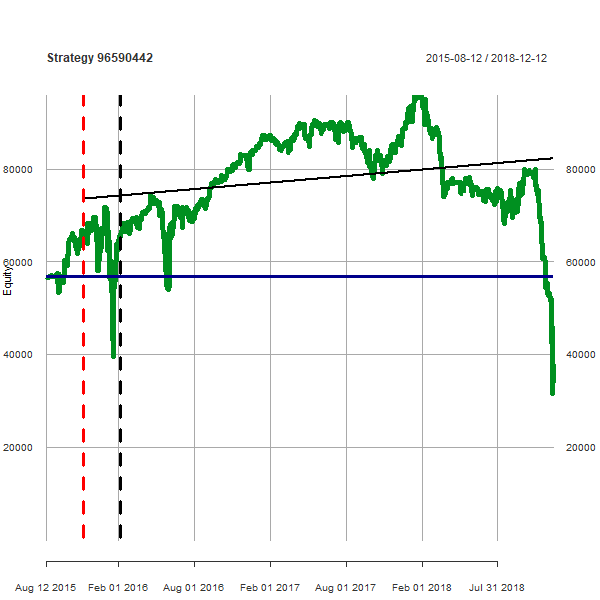 Strategy 96590442
2015-08-12 / 2018-12-12
80000
80000
60000
60000
Equity
40000
40000
20000
20000
Aug 12 2015
Feb 01 2016
Aug 01 2016
Feb 01 2017
Aug 01 2017
Feb 01 2018
Jul 31 2018